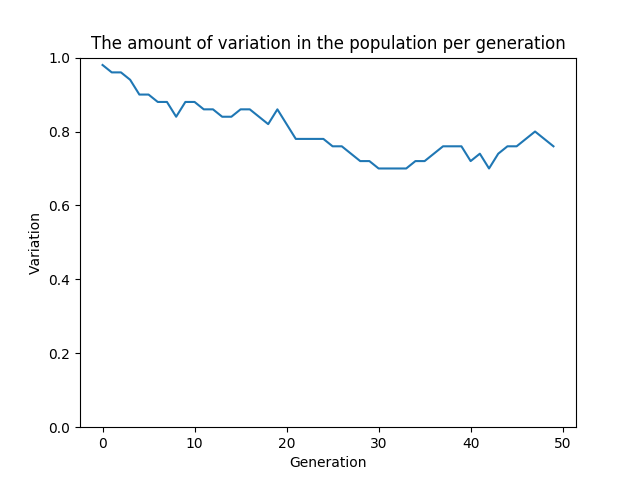 The amount of variation in the population per generation
1.0
0.8
0.6
0.4
0.2
0.0
Variation
0 10 20 30 40 50
Generation